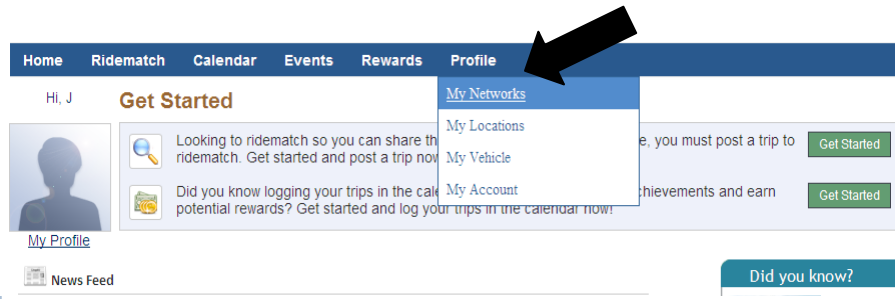 Home Ridematch Calendar Events Rewards Profile
Hi, J
Get Started
My Networks
My Locations
My Vehicle
My Account
Looking to ridematch so you can share th e, you must post a trip to
ridematch. Get started and post a trip now
Get Started
Did you know logging your trips in the cale hievements and earn
potential rewards? Get started and log your trips in the calendar now!
Get Started
My Profile
News Feed
Did you know?